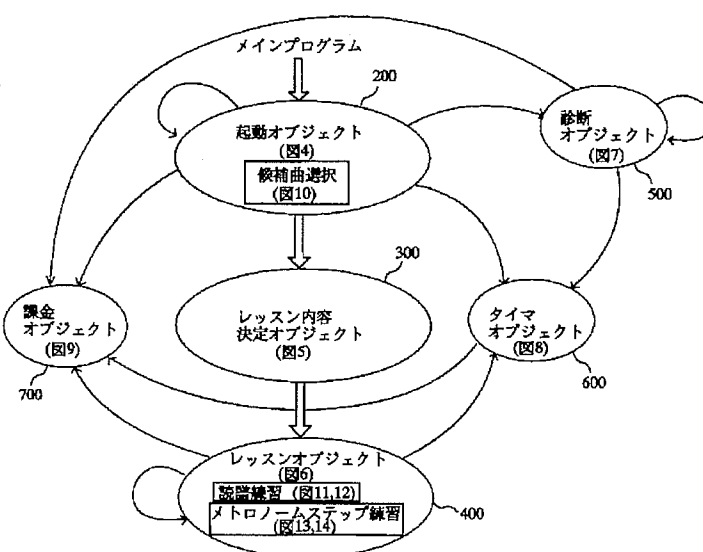 メインプログラム
200
起動オブジェクト
(図4)
候補曲選択
(図10)
診断
オブジェクト
(図7)
500
300
レッスン内容
決定オブジェクト
(図5)
課金
オブジェクト
(図9)
700
タイマ
オブジェクト
(図8)
600
レッスンオブジェクト
(図6)
読譜練習 (図11,12)
メトロノームステップ練習
(図13,14)
400